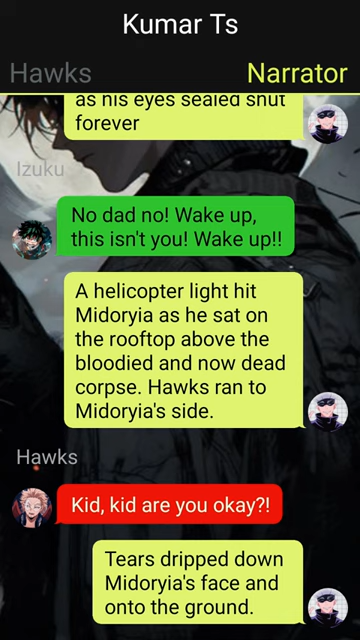 Kumar Ts
Hawks
Narrator
as his eyes sealed shut
forever
Izuku
No dad no! Wake up,
this isn't you! Wake up!!
A helicopter light hit
Midoryia as he sat on
the rooftop above the
bloodied and now dead
corpse. Hawks ran to
Midoryia's side.
Hawks
Kid, kid are you okay?!
Tears dripped down
Midoryia's face and
onto the ground.